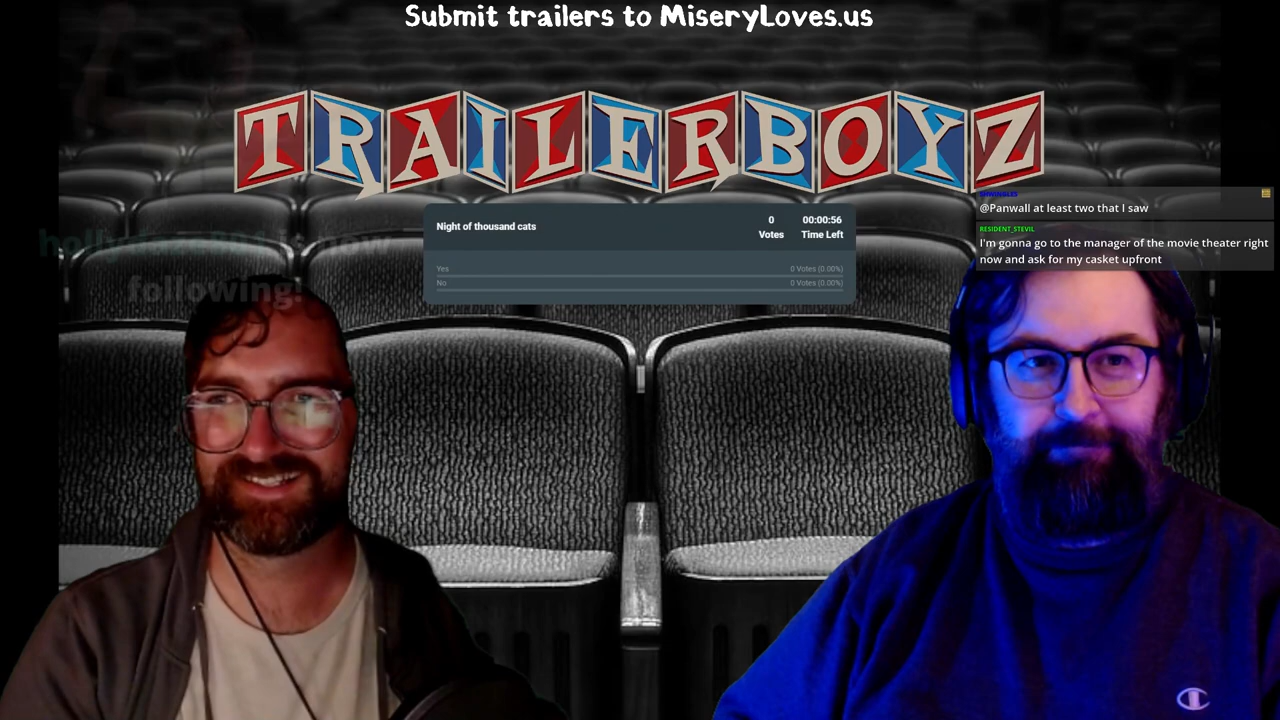 Submit trailers to MiseryLoves.us
TRAILERBOYZ
Night of thousand cats
0
Votes
00:00:56
Time Left
Yes
0 Votes (0.00%)
No
0 Votes (0.00%)
@Panwall at least two that I saw
RESIDENT_STEVIL
I'm gonna go to the manager of the movie theater right
now and ask for my casket upfront
following!